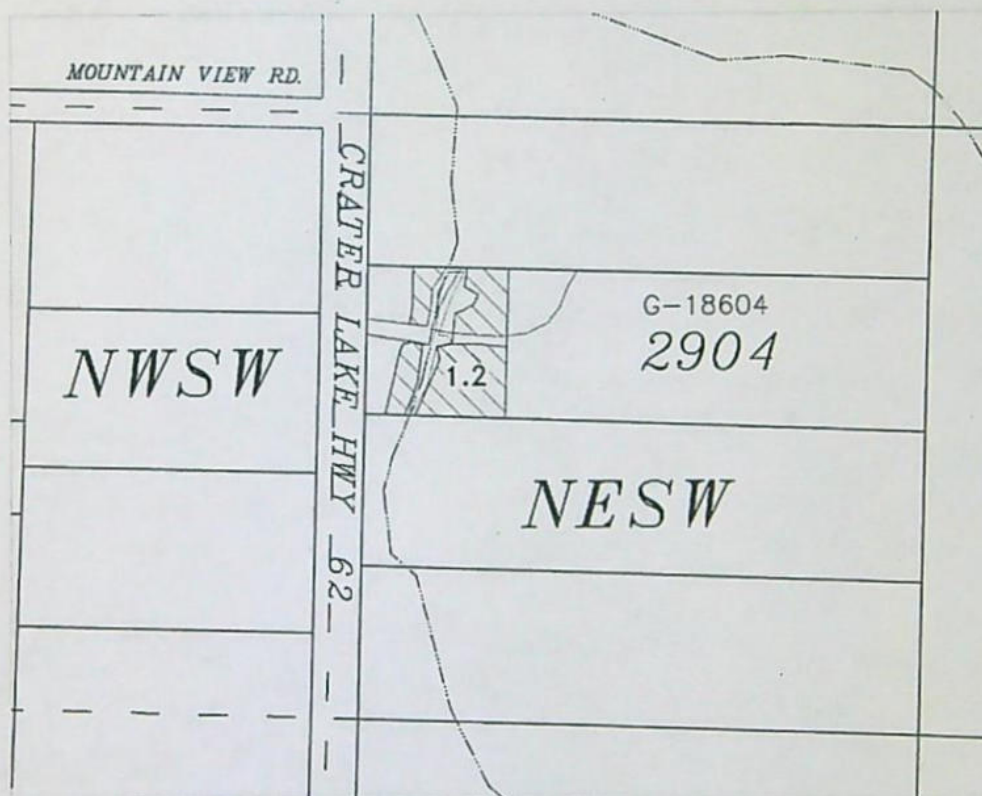 MOUNTAIN VIEW RD.
CRATER LAKE HWY 62
G-18604
2904
NWSW
1.2
NESW